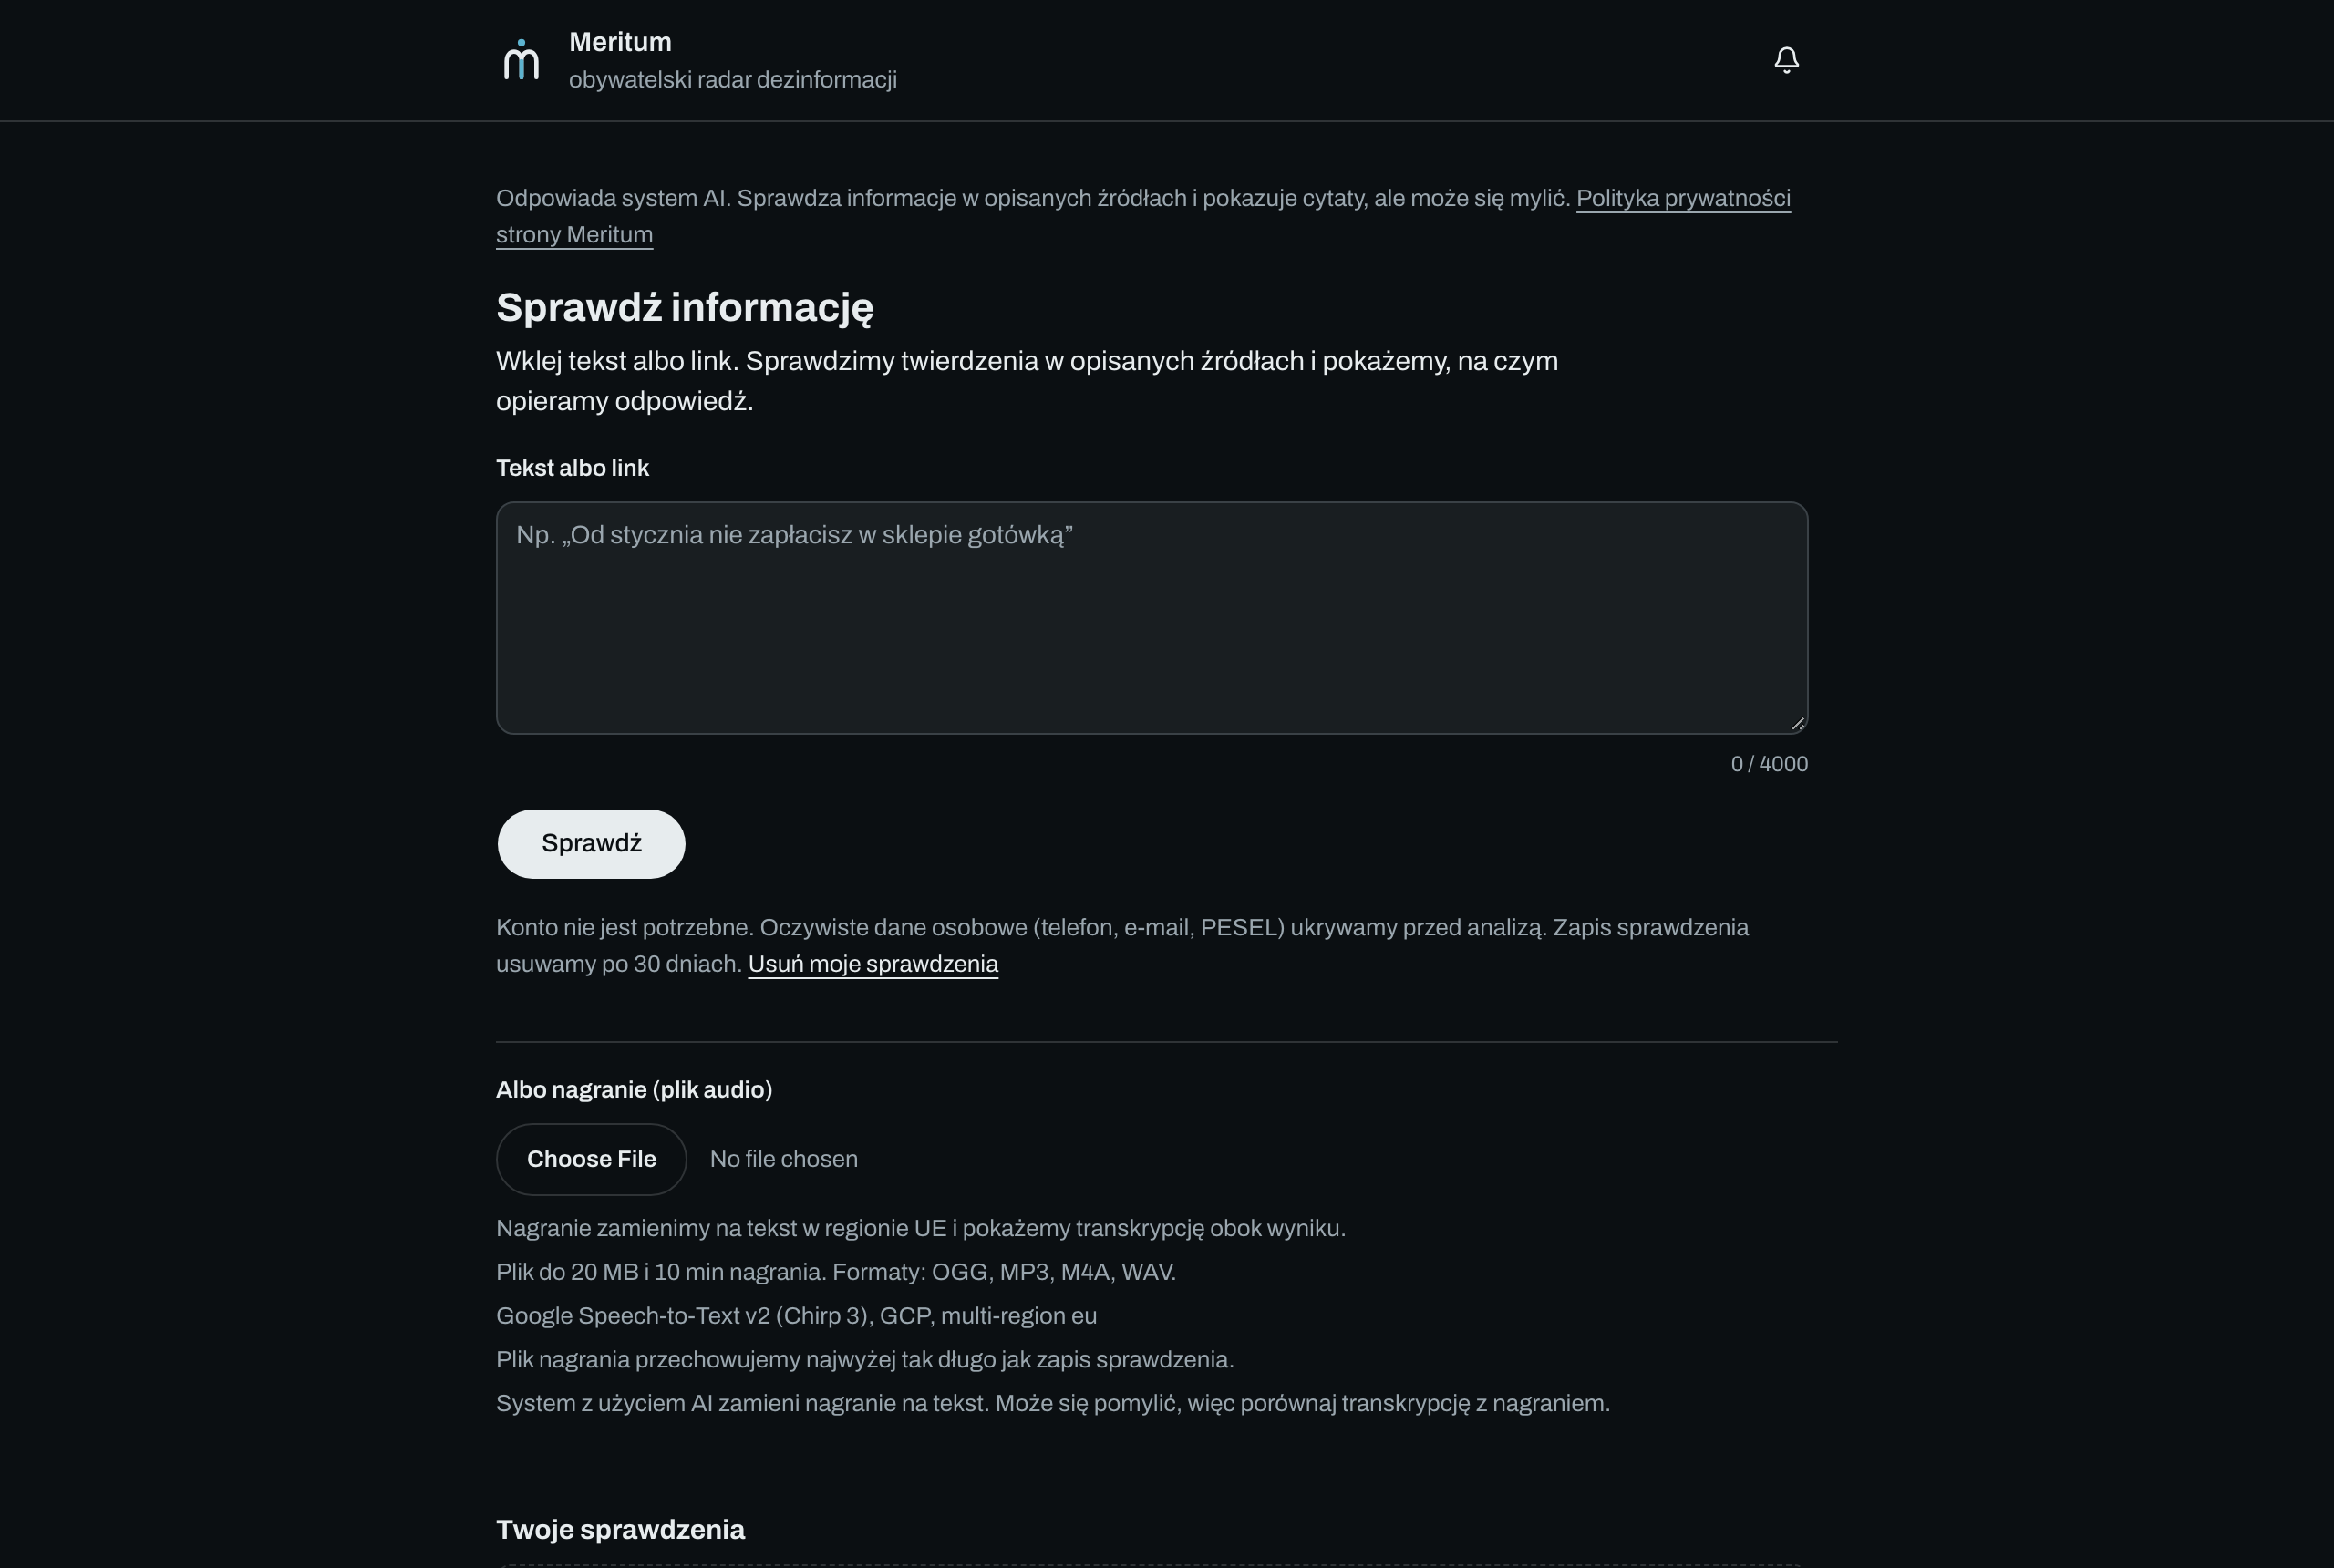 Meritum
obywatelski radar dezinformacji
Odpowiada system AI. Sprawdza informacje w opisanych źródłach i pokazuje cytaty, ale może się mylić. Polityka prywatności
strony Meritum
Sprawdź informację
Wklej tekst albo link. Sprawdzimy twierdzenia w opisanych źródłach i pokażemy, na czym
opieramy odpowiedź.
Tekst albo link
Np. „Od stycznia nie zapłacisz w sklepie gotówką”
0 / 4000
Sprawdź
Konto nie jest potrzebne. Oczywiste dane osobowe (telefon, e-mail, PESEL) ukrywamy przed analizą. Zapis sprawdzenia
usuwamy po 30 dniach. Usuń moje sprawdzenia
Albo nagranie (plik audio)
Choose File No file chosen
Nagranie zamienimy na tekst w regionie UE i pokażemy transkrypcję obok wyniku.
Plik do 20 MB i 10 min nagrania. Formaty: OGG, MP3, M4A, WAV.
Google Speech-to-Text v2 (Chirp 3), GCP, multi-region eu
Plik nagrania przechowujemy najwyżej tak długo jak zapis sprawdzenia.
System z użyciem AI zamieni nagranie na tekst. Może się pomylić, więc porównaj transkrypcję z nagraniem.
Twoje sprawdzenia